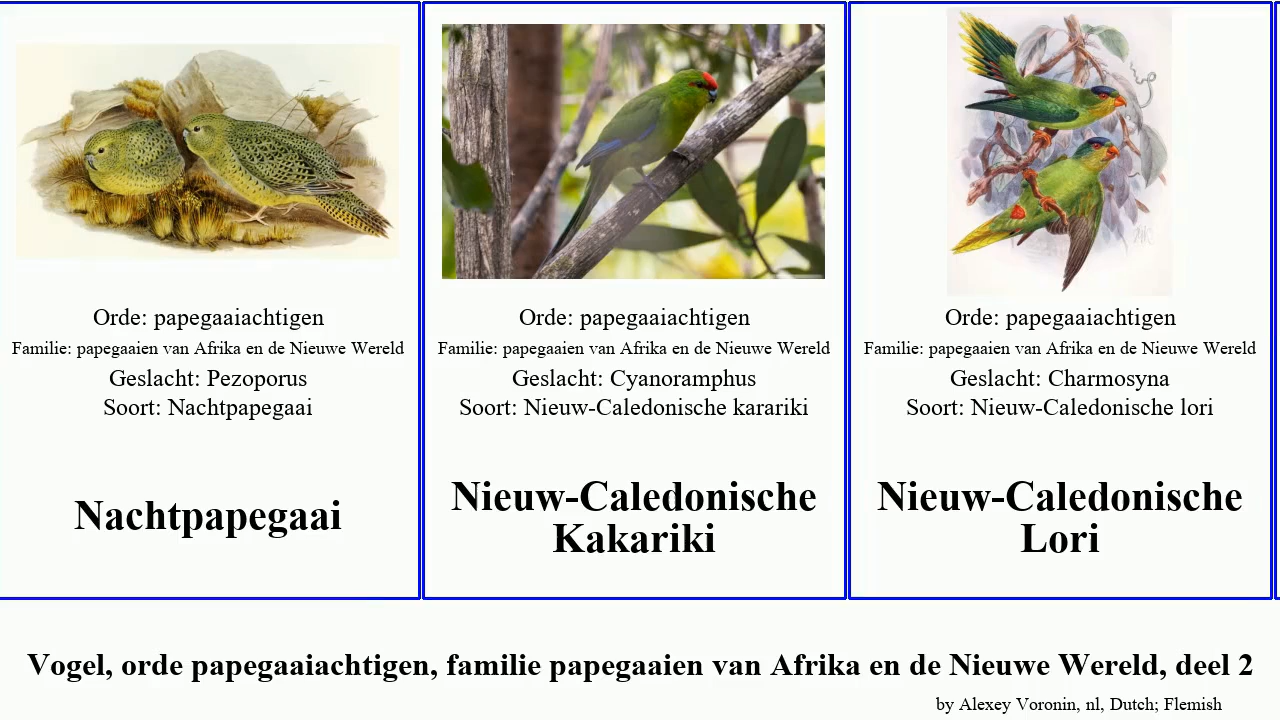 Orde: papegaaiachtigen
Familie: papegaaien van Afrika en de Nieuwe Wereld
Geslacht: Pezoporus
Soort: Nachtpapegaai
Nachtpapegaai
Orde: papegaaiachtigen
Familie: papegaaien van Afrika en de Nieuwe Wereld
Geslacht: Cyanoramphus
Soort: Nieuw-Caledonische karariki
Nieuw-Caledonische
Kakariki
Orde: papegaaiachtigen
Familie: papegaaien van Afrika en de Nieuwe Wereld
Geslacht: Charmosyna
Soort: Nieuw-Caledonische lori
Nieuw-Caledonische
Lori
Vogel, orde papegaaiachtigen, familie papegaaien van Afrika en de Nieuwe Wereld, deel 2
by Alexey Voronin, nl, Dutch; Flemish